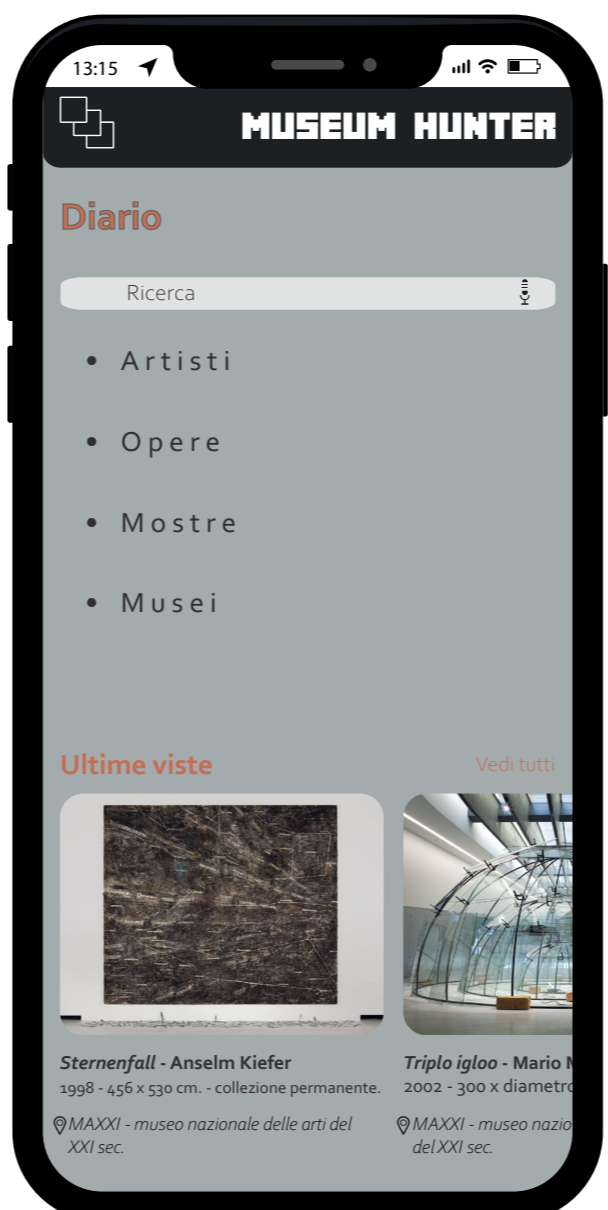 13:15
MUSEUM HUNTER
Diario
Ricerca
• Artisti
• Opere
• Mostre
• Musei
Ultime viste
Vedi tutti
Sternenfall - Anselm Kiefer
1998 - 456 x 530 cm. - collezione permanente.
MAXXI - museo nazionale delle arti del
XXI sec.
Triplo igloo - Mario
2002 - 300 x diametro
MAXXI - museo nazio
del XXI sec.